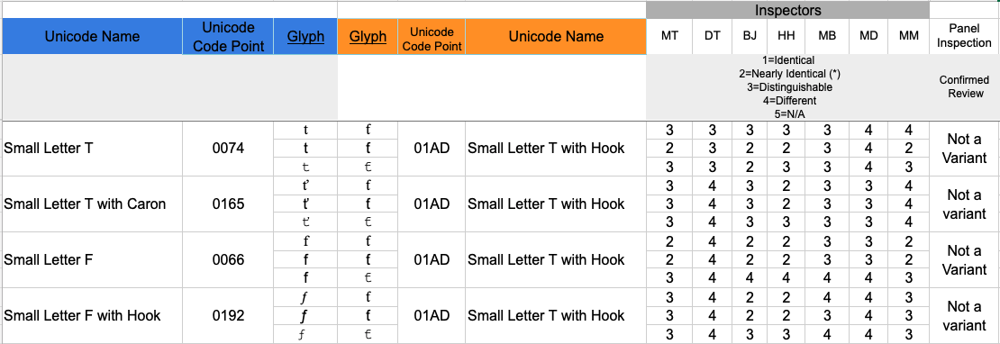 Inspectors
Unicode Name Unicode Code Point Glyph Glyph Unicode Code Point Unicode Name MT DT BJ HH MB MD MM Panel Inspection
1=Identical
2=Nearly Identical (*)
3=Distinguishable
4=Different
5=N/A
Confirmed Review
t ƭ 3 3 3 3 3 4 4
Small Letter T 0074 t ƭ 01AD Small Letter T with Hook 2 3 2 2 3 4 2 Not a Variant
t ƭ 3 3 2 3 3 4 3
ť ƭ 3 4 3 2 3 3 4
Small Letter T with Caron 0165 ť ƭ 01AD Small Letter T with Hook 3 4 3 2 3 3 4 Not a variant
ť ƭ 3 4 3 3 3 3 4
f ƭ 2 4 2 2 3 3 2
Small Letter F 0066 f ƭ 01AD Small Letter T with Hook 2 4 2 2 3 3 2 Not a Variant
f ƭ 3 4 4 4 4 4 3
ƒ ƭ 3 4 2 2 4 4 3
Small Letter F with Hook 0192 ƒ ƭ 01AD Small Letter T with Hook 3 4 2 2 3 4 3 Not a variant
ƒ ƭ 3 4 3 3 4 4 3